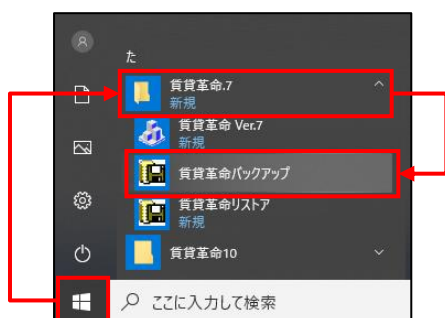 た
賃貸革命.7
新規
賃貸革命 Ver.7
新規
賃貸革命バックアップ
賃貸革命リストア
新規
賃貸革命10
ここに入力して検索